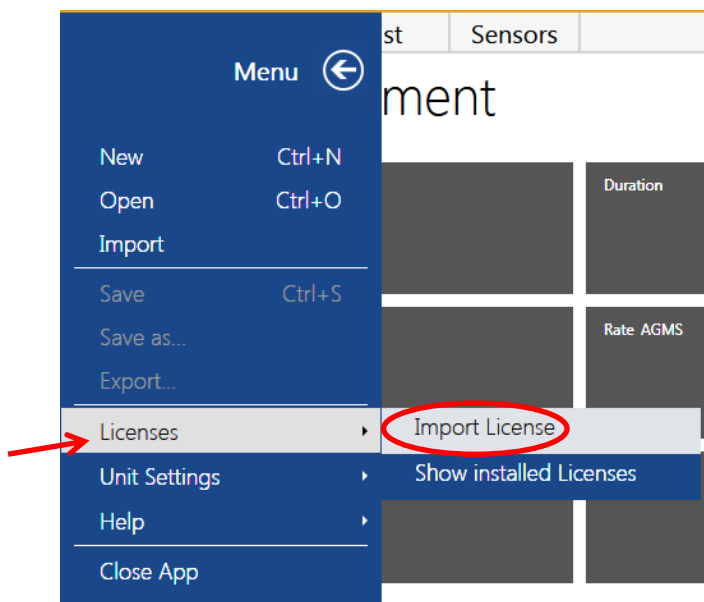 st Sensors
Menu
ment
New Ctrl+N
Open Ctrl+O
Import
Duration
Save Ctrl+S
Save as...
Export...
Rate AGMS
Licenses
Import License
Unit Settings
Show installed Licenses
Help
Close App